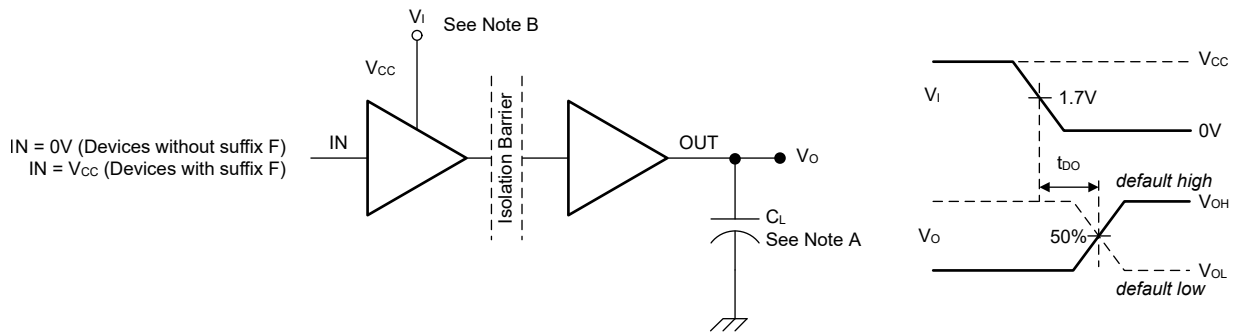 VI
See Note B
VCC
IN = 0V (Devices without suffix F)
IN = VCC (Devices with suffix F)
IN
Isolation Barrier
OUT
VO
CL
See Note A
VI
VCC
1.7V
0V
tDO
default high
VOH
VO
50%
VOL
default low